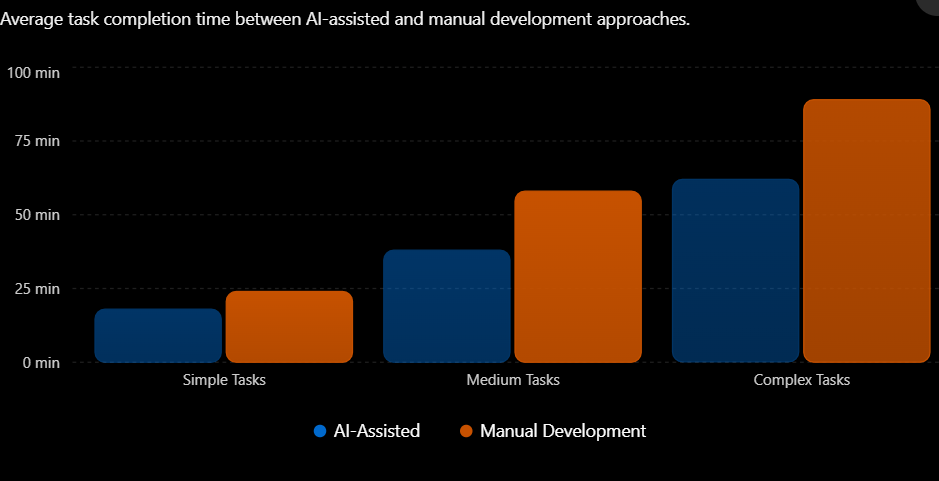 Average task completion time between AI-assisted and manual development approaches.
100 min
75 min
50 min
25 min
0 min
Simple Tasks Medium Tasks Complex Tasks
AI-Assisted Manual Development